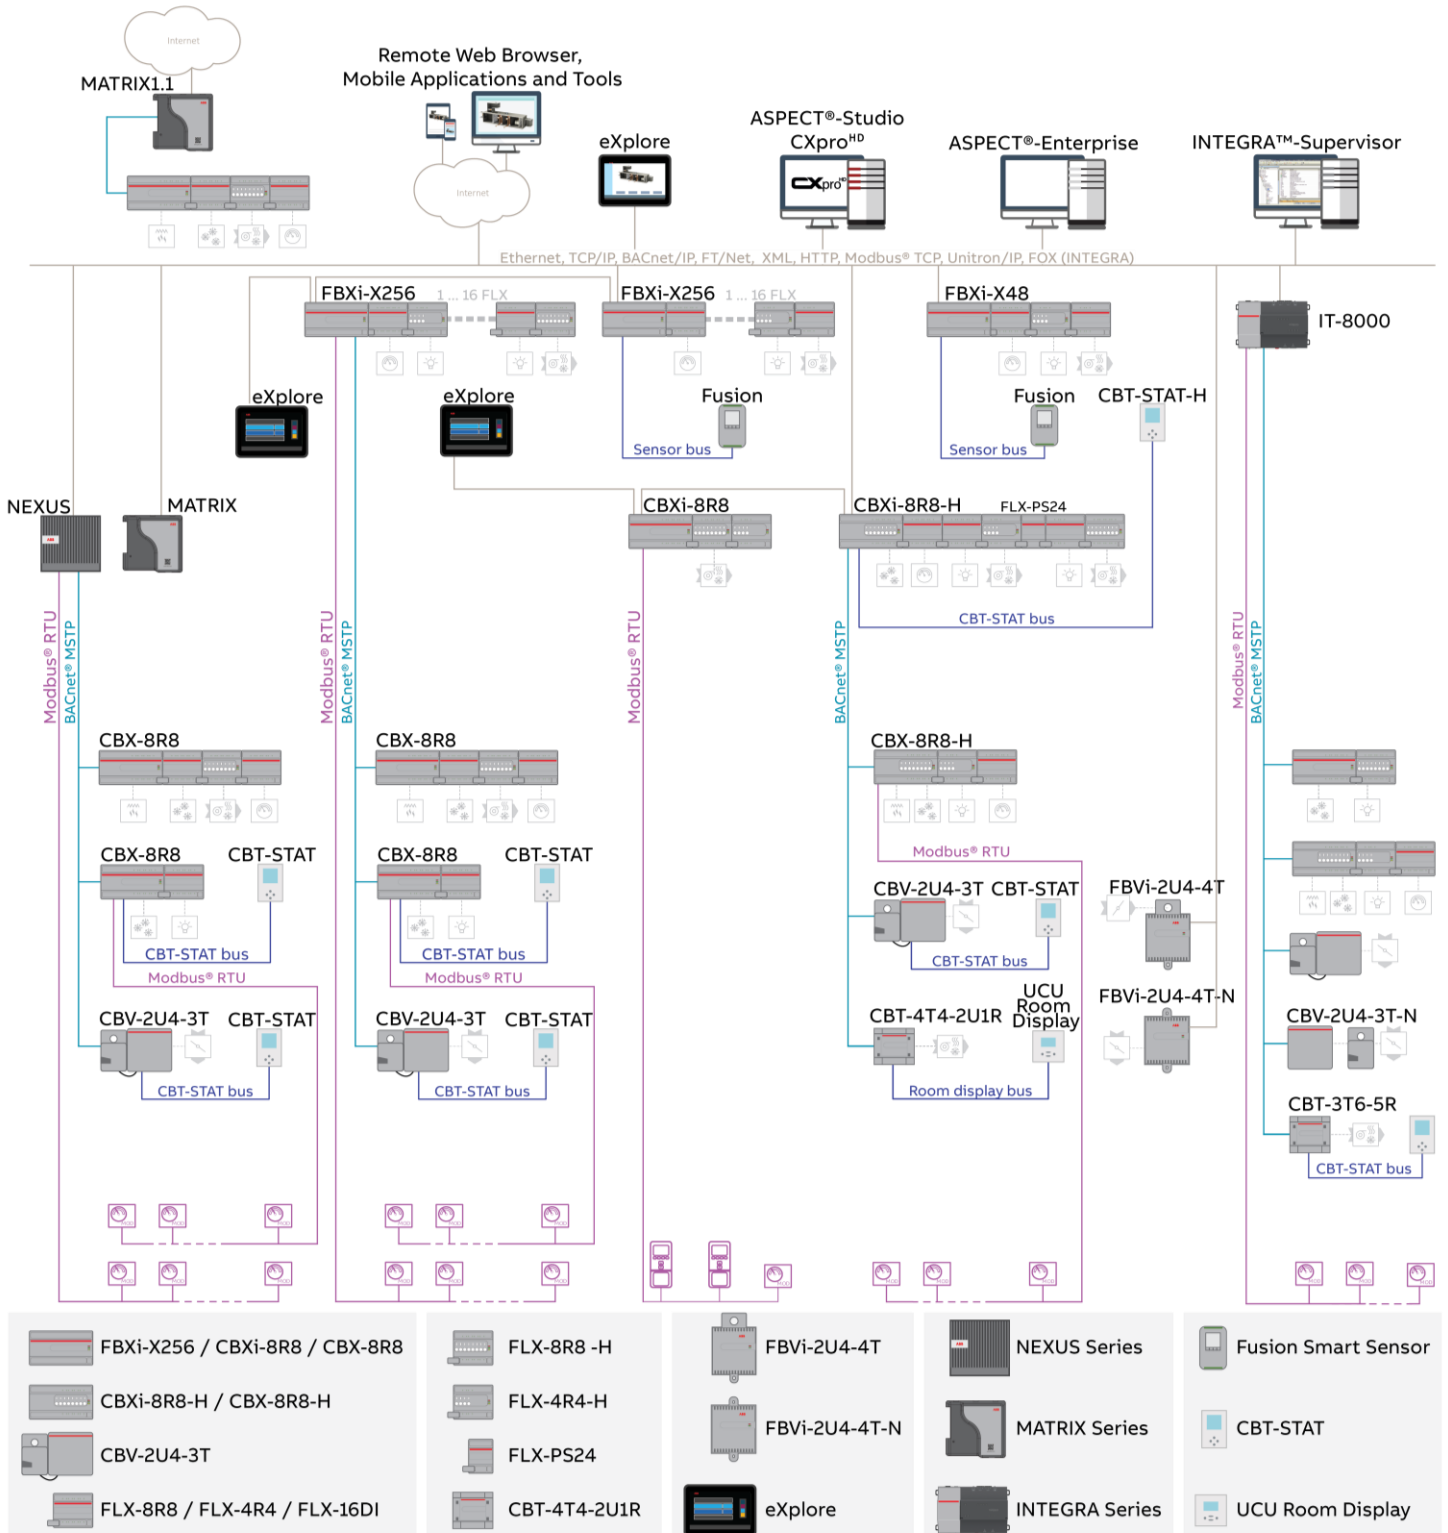 Internet
MATRIX1.1
Remote Web Browser,
Mobile Applications and Tools
Internet
eXplore
ASPECT®-Studio
CXproᴴᴰ
CXproᴴᴰ
ASPECT®-Enterprise
INTEGRA™-Supervisor
Ethernet, TCP/IP, BACnet/IP, FT/Net, XML, HTTP, Modbus® TCP, Unitron/IP, FOX (INTEGRA)
FBXi-X256
1 ... 16 FLX
FBXi-X256
1 ... 16 FLX
FBXi-X48
IT-8000
eXplore
eXplore
Fusion
Fusion
CBT-STAT-H
Sensor bus
Sensor bus
NEXUS
MATRIX
CBXi-8R8
CBXi-8R8-H
FLX-PS24
CBT-STAT bus
Modbus® RTU
BACnet® MSTP
Modbus® RTU
BACnet® MSTP
Modbus® RTU
BACnet® MSTP
Modbus® RTU
BACnet® MSTP
CBX-8R8
CBX-8R8
CBX-8R8-H
CBX-8R8
CBT-STAT
CBX-8R8
CBT-STAT
Modbus® RTU
CBV-2U4-3T
CBT-STAT
FBVi-2U4-4T
CBT-STAT bus
CBT-STAT bus
CBT-STAT bus
Modbus® RTU
Modbus® RTU
UCU
Room
Display
FBVi-2U4-4T-N
CBV-2U4-3T
CBT-STAT
CBV-2U4-3T
CBT-STAT
CBT-4T4-2U1R
CBV-2U4-3T-N
CBT-STAT bus
CBT-STAT bus
Room display bus
CBT-3T6-5R
CBT-STAT bus
FBXi-X256 / CBXi-8R8 / CBX-8R8
CBXi-8R8-H / CBX-8R8-H
CBV-2U4-3T
FLX-8R8 / FLX-4R4 / FLX-16DI
FLX-8R8 -H
FLX-4R4-H
FLX-PS24
CBT-4T4-2U1R
FBVi-2U4-4T
FBVi-2U4-4T-N
eXplore
NEXUS Series
MATRIX Series
INTEGRA Series
Fusion Smart Sensor
CBT-STAT
UCU Room Display